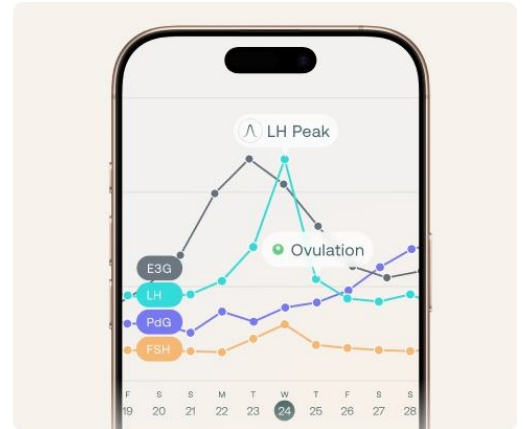 LH Peak
Ovulation
E3G
LH
PdG
FSH
F S S M T W T F S S
19 20 21 22 23 24 25 26 27 28